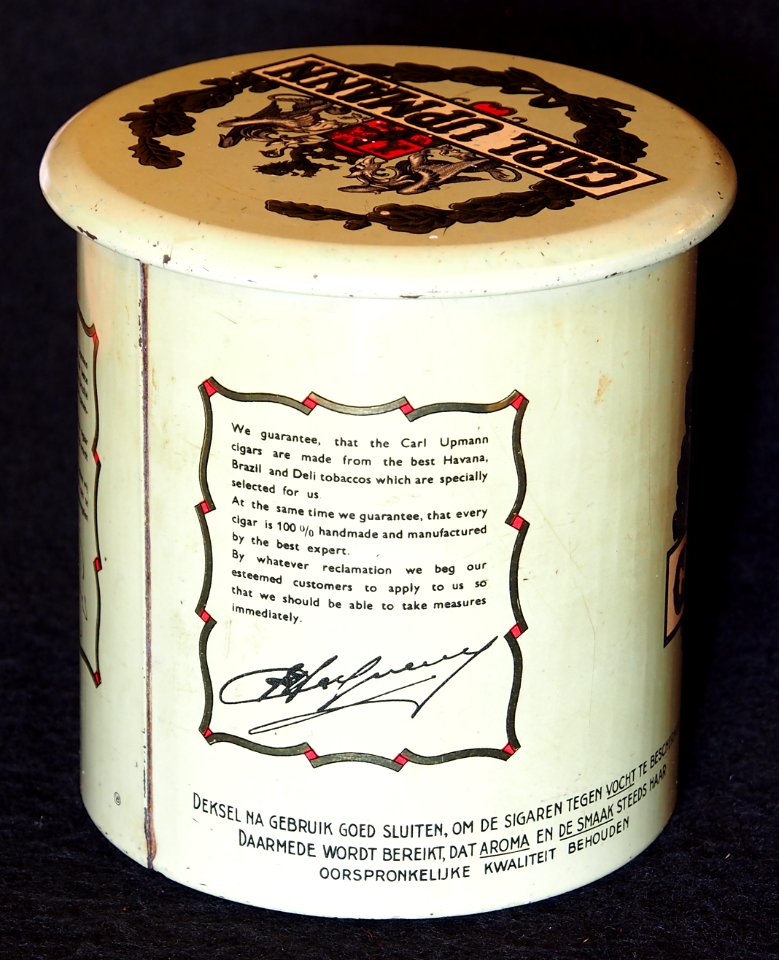 CARL UPMANN
CARL UPMANN
We guarantee, that the Carl Upmann
cigars are made from the best Havana,
Brazil and Deli tobaccos which are specially
selected for us
At the same time we guarantee, that every
cigar is 100 % handmade and manufactured
by the best expert.
By whatever reclamation we beg our
esteemed customers to apply to us so
that we should be able to take measures
immediately.
DEKSEL NA GEBRUIK GOED SLUITEN, OM DE SIGAREN TEGEN VOCHT TE
DAARMEDE WORDT BEREIKT, DAT AROMA EN DE SMAAK STEEDS HAAR
OORSPRONKELIJKE KWALITEIT BEHOUDEN